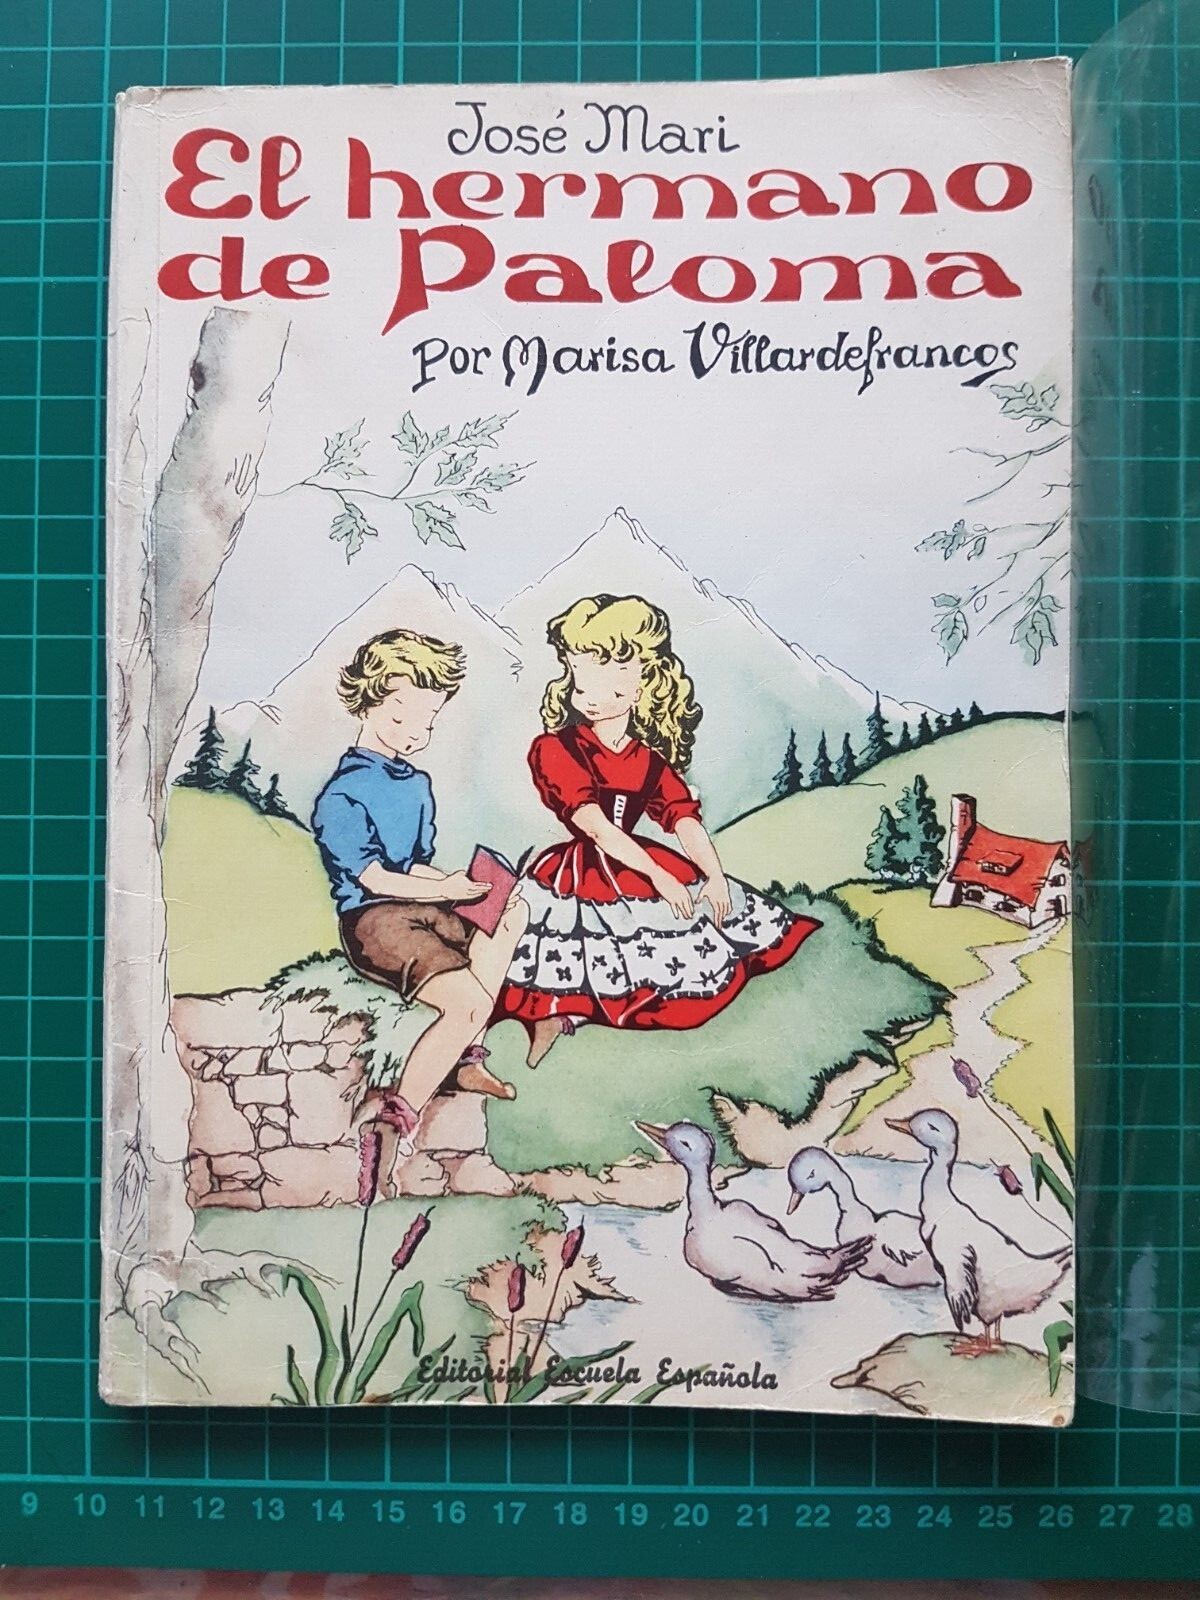 José Mari
El hermano
de Paloma
Por Marisa Villardefrancos
Editorial Escuela Española
9 10 11 12 13 14 15 16 17 18 19 20 21 22 23 24 25 26 27 28